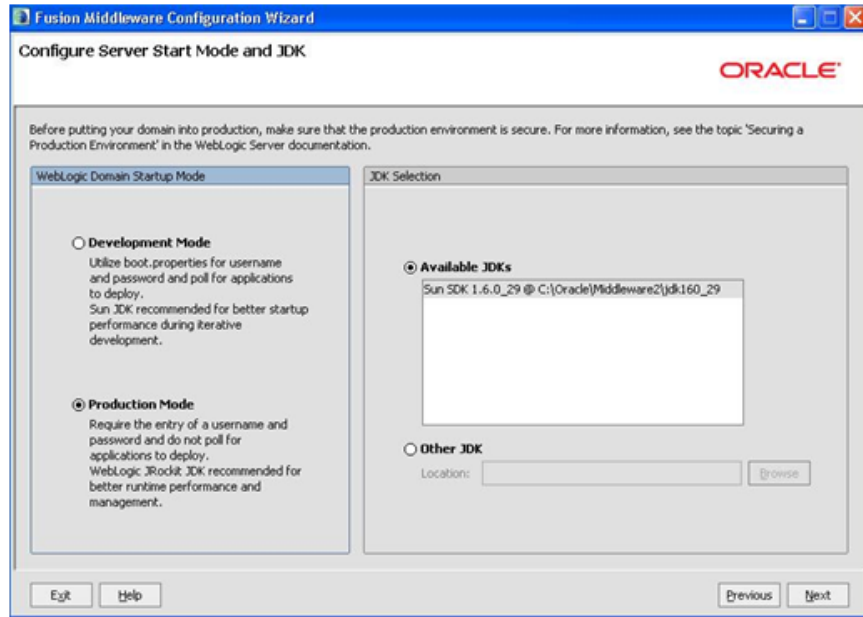 Fusion Middleware Configuration Wizard
Configure Server Start Mode and JDK
ORACLE
Before putting your domain into production, make sure that the production environment is secure. For more information, see the topic 'Securing a
Production Environment' in the WebLogic Server documentation.
WebLogic Domain Startup Mode
Development Mode
Utilize boot.properties for username
and password and poll for applications
to deploy.
Sun JDK recommended for better startup
performance during iterative
development.
Production Mode
Require the entry of a username and
password and do not poll for
applications to deploy.
WebLogic JRockit JDK recommended for
better runtime performance and
management.
JDK Selection
Available JDKs
Sun SDK 1.6.0_29 @ C:\Oracle\Middleware2\jdk160_29
Other JDK
Location:
Browse
Exit
Help
Previous
Next